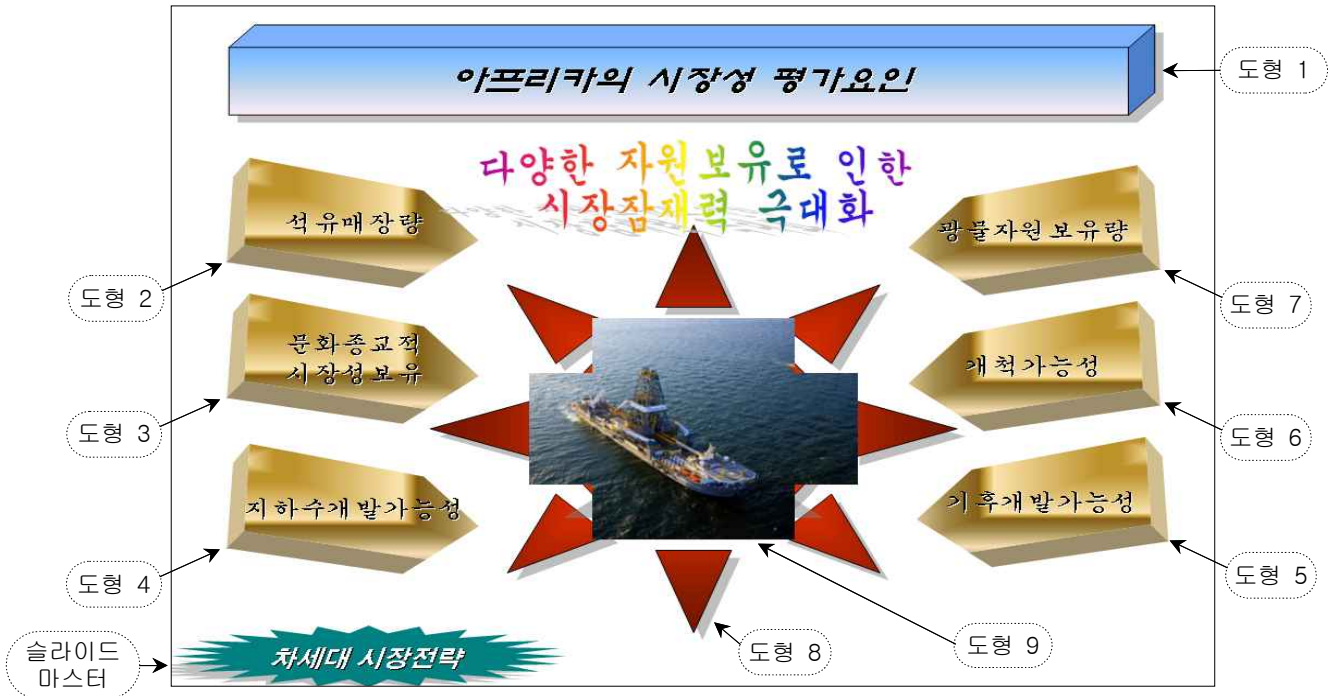 아프리카의 시장성 평가요인
도형 1
다양한 자원보유로 인한
시장잠재력 극대화
석유매장량
광물자원보유량
도형 2
도형 7
문화종교적
시장성보유
개척가능성
도형 3
도형 6
지하수개발가능성
기후개발가능성
도형 4
도형 5
도형 8
도형 9
차세대 시장전략
슬라이드
마스터